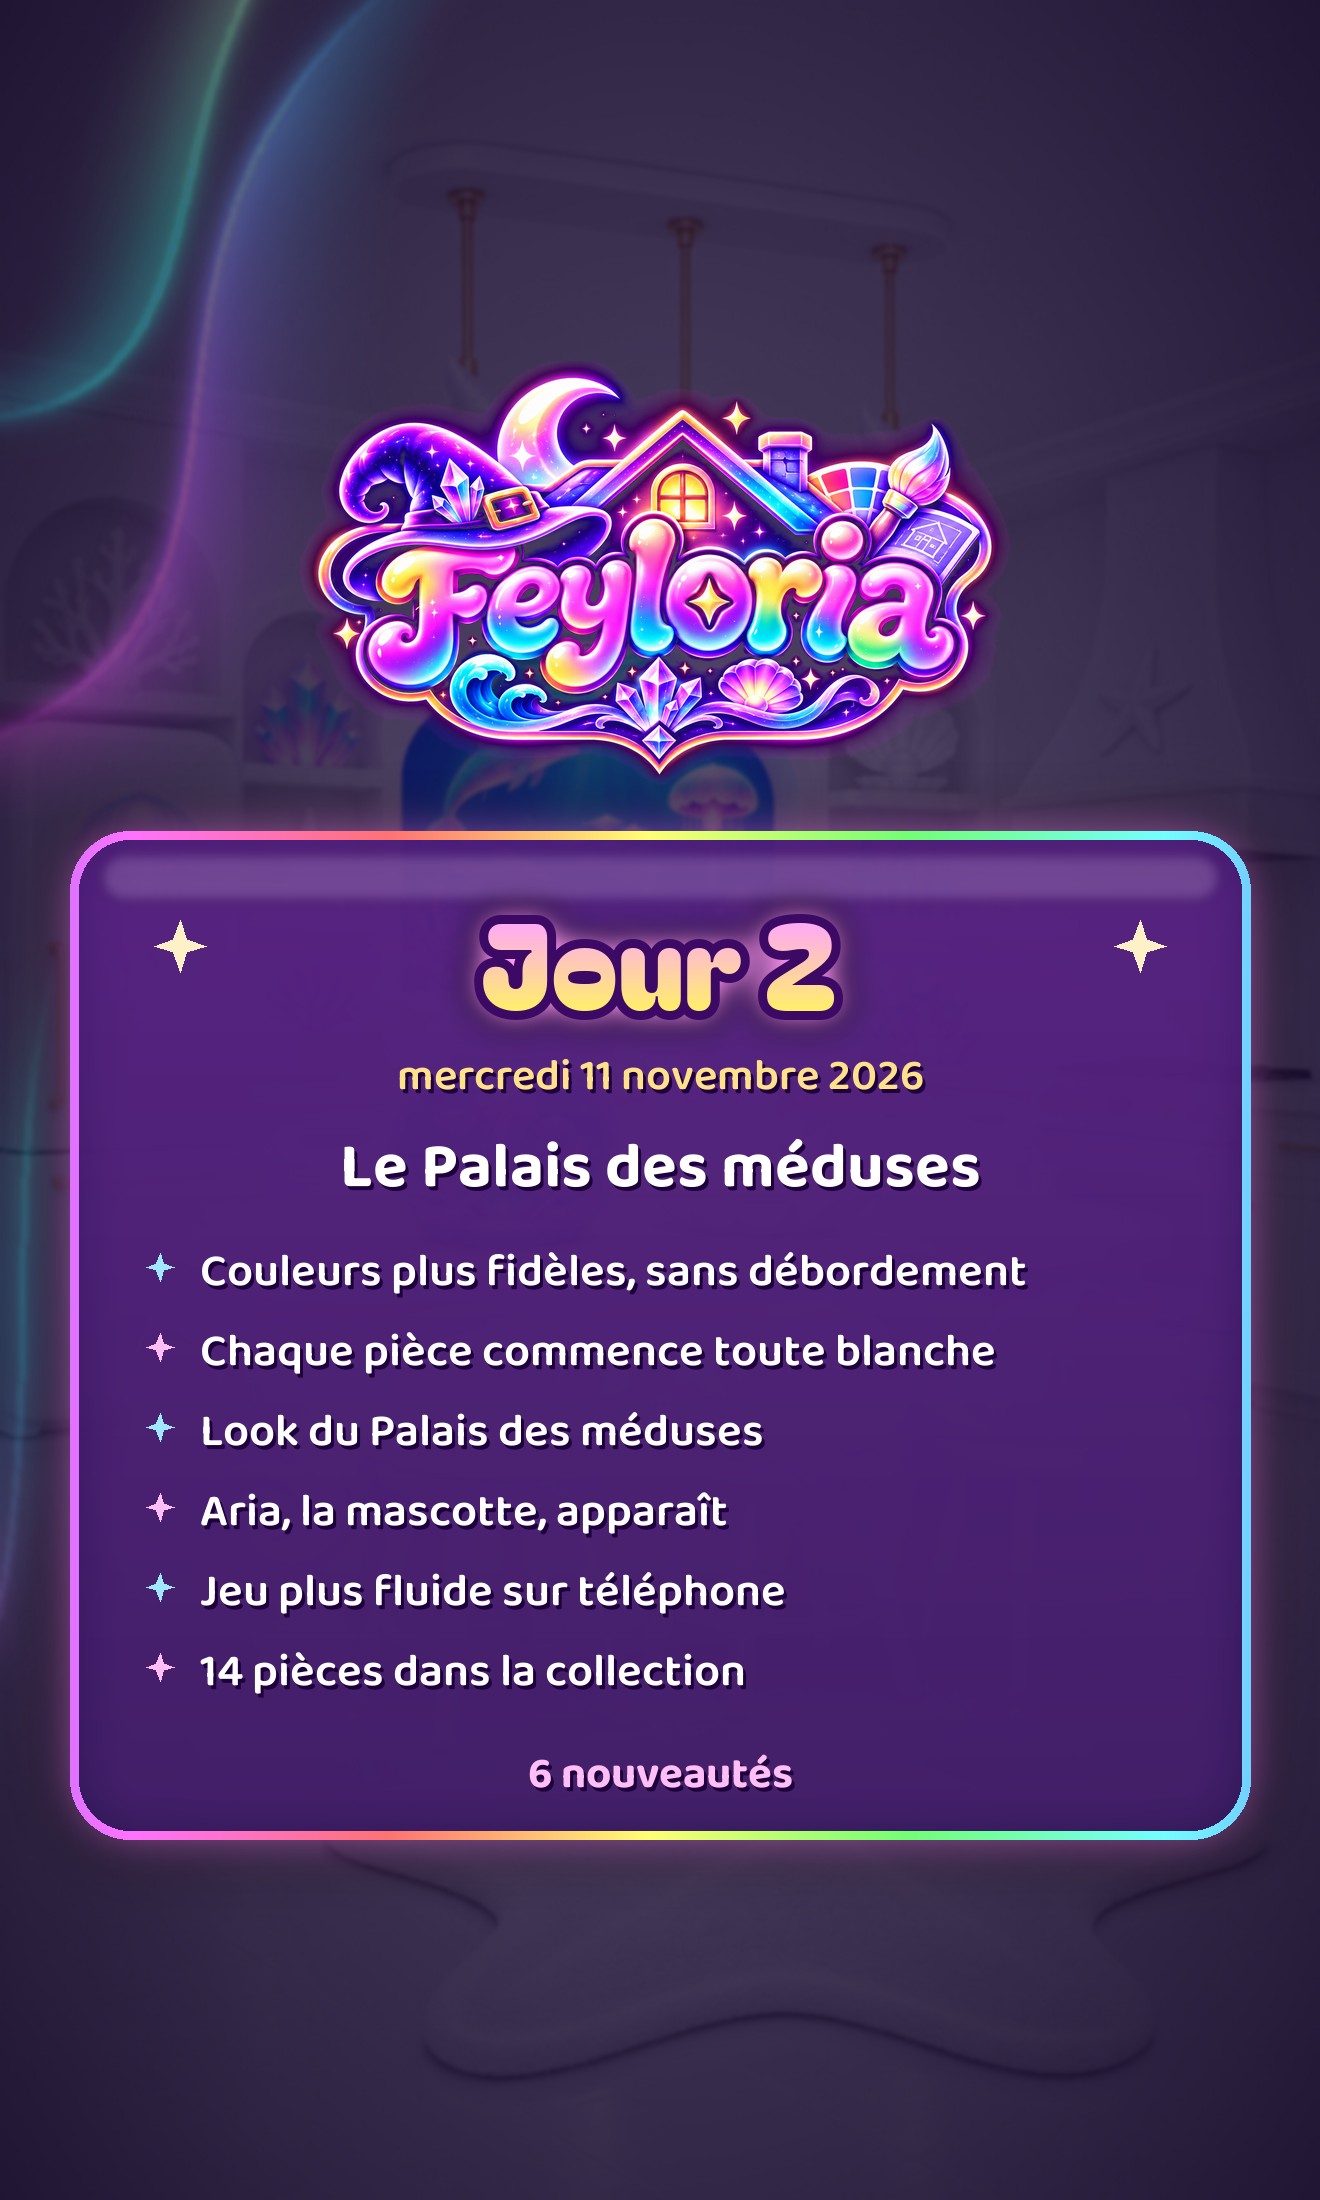 Feyloria
Jour 2
mercredi 11 novembre 2026
Le Palais des méduses
Couleurs plus fidèles, sans débordement
Chaque pièce commence toute blanche
Look du Palais des méduses
Aria, la mascotte, apparaît
Jeu plus fluide sur téléphone
14 pièces dans la collection
6 nouveautés